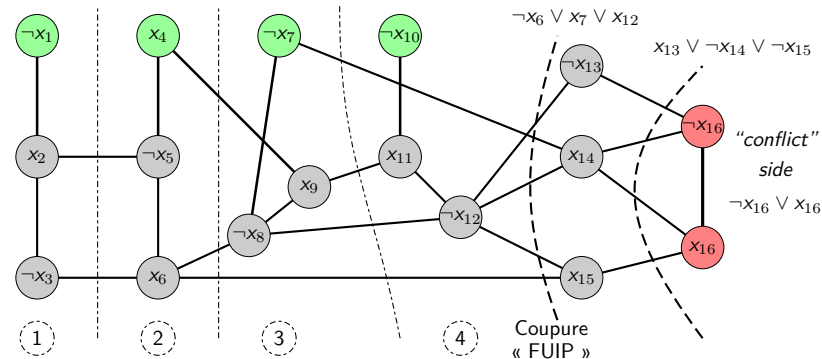 ¬x₆ ∨ x₇ ∨ x₁₂
x₁₃ ∨ ¬x₁₄ ∨ ¬x₁₅
¬x₁ x₄ ¬x₇ ¬x₁₀
¬x₁₃
¬x₁₆
x₂ ¬x₅ x₁₁ x₁₄
“conflict”
side
x₉
¬x₁₆ ∨ x₁₆
¬x₁₂
¬x₈
x₁₆
¬x₃ x₆ x₁₅
1 2 3 4
Coupure
« FUIP »